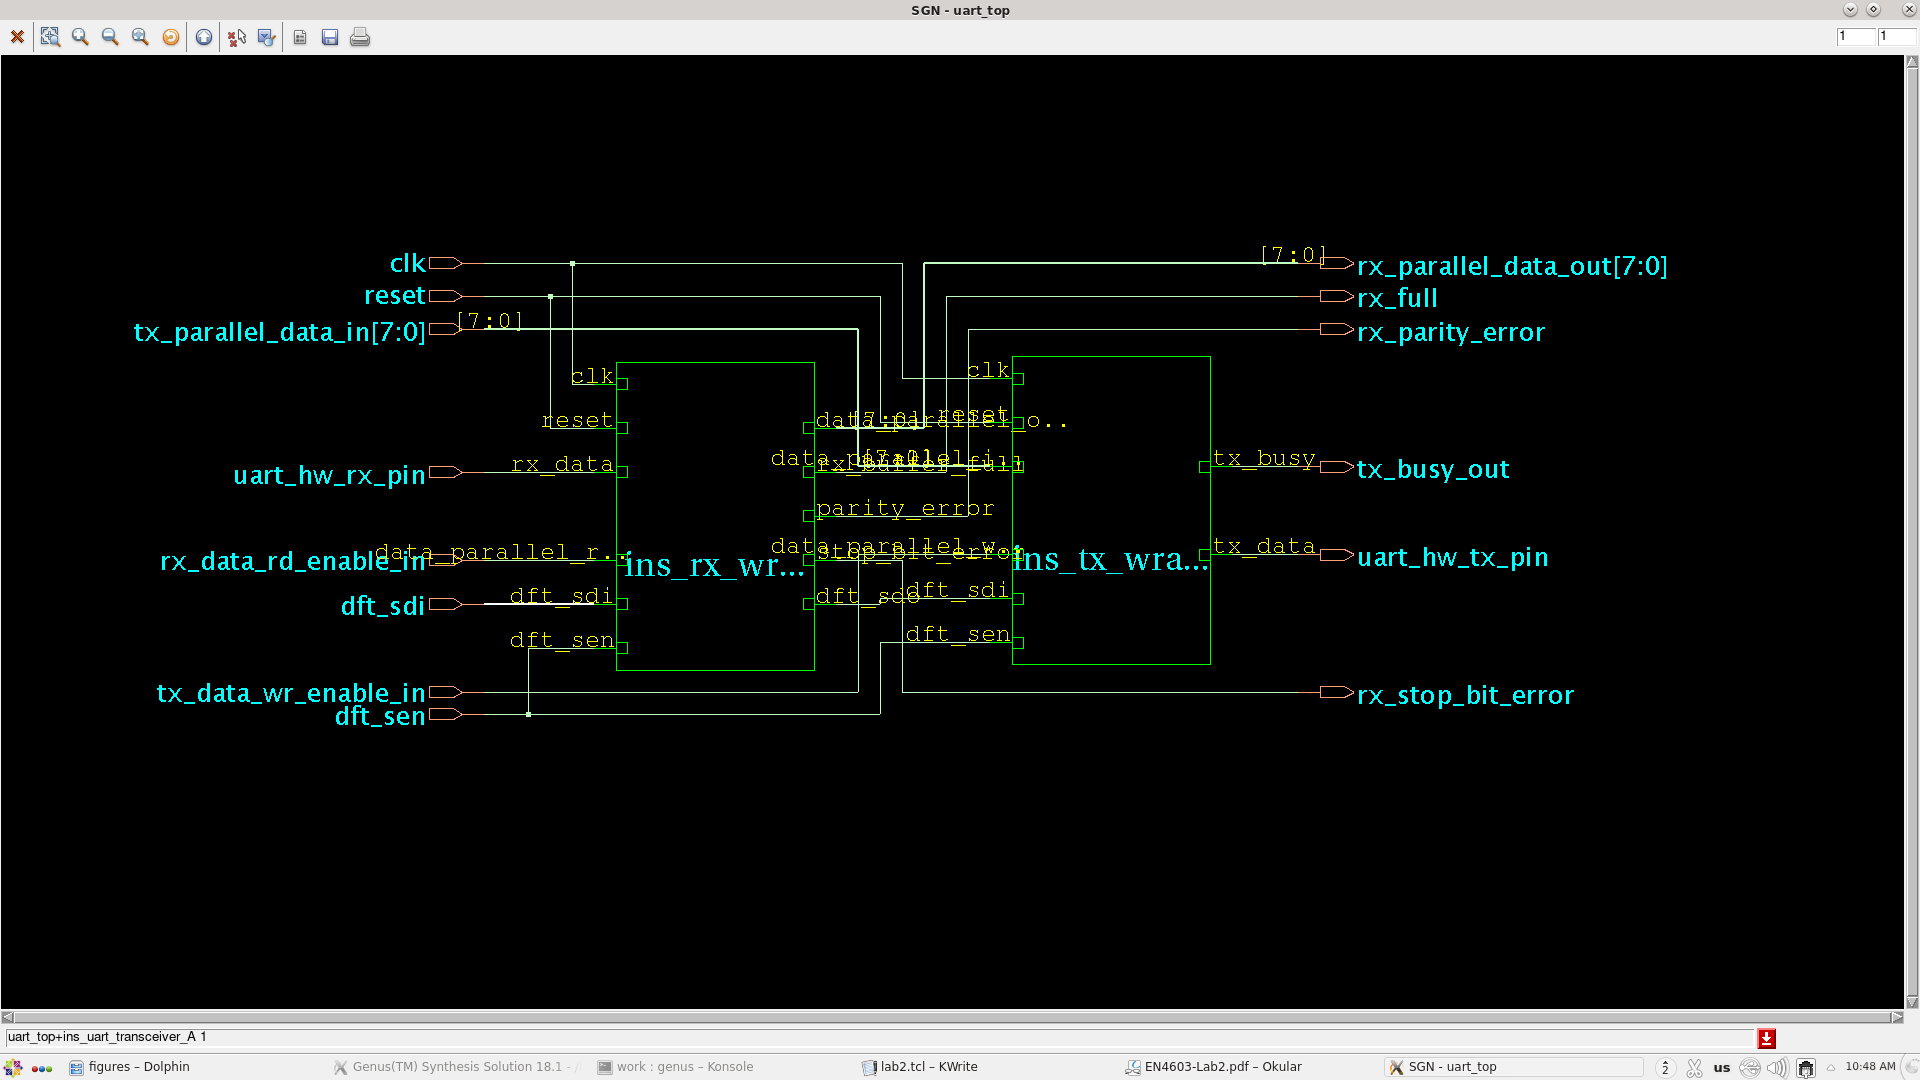 SGN - uart_top
1 1
clk
reset
tx_parallel_data_in[7:0]
[7:0]
uart_hw_rx_pin
rx_data_rd_enable_in
dft_sdi
tx_data_wr_enable_in
dft_sen
clk
reset
rx_data
data_parallel_r..
dft_sdi
dft_sen
ins_rx_wr...
data_parallel_o..
[7:0]
rx_buffer_full
parity_error
stop_bit_error
dft_sdo
clk
reset
data_parallel_i..
[7:0]
data_parallel_w..
dft_sdi
dft_sen
ins_tx_wra...
tx_busy
tx_data
[7:0]
rx_parallel_data_out[7:0]
rx_full
rx_parity_error
tx_busy_out
uart_hw_tx_pin
rx_stop_bit_error
uart_top+ins_uart_transceiver_A 1
figures – Dolphin
Genus(TM) Synthesis Solution 18.1 - /
work : genus – Konsole
lab2.tcl – KWrite
EN4603-Lab2.pdf – Okular
SGN - uart_top
2
us
10:48 AM